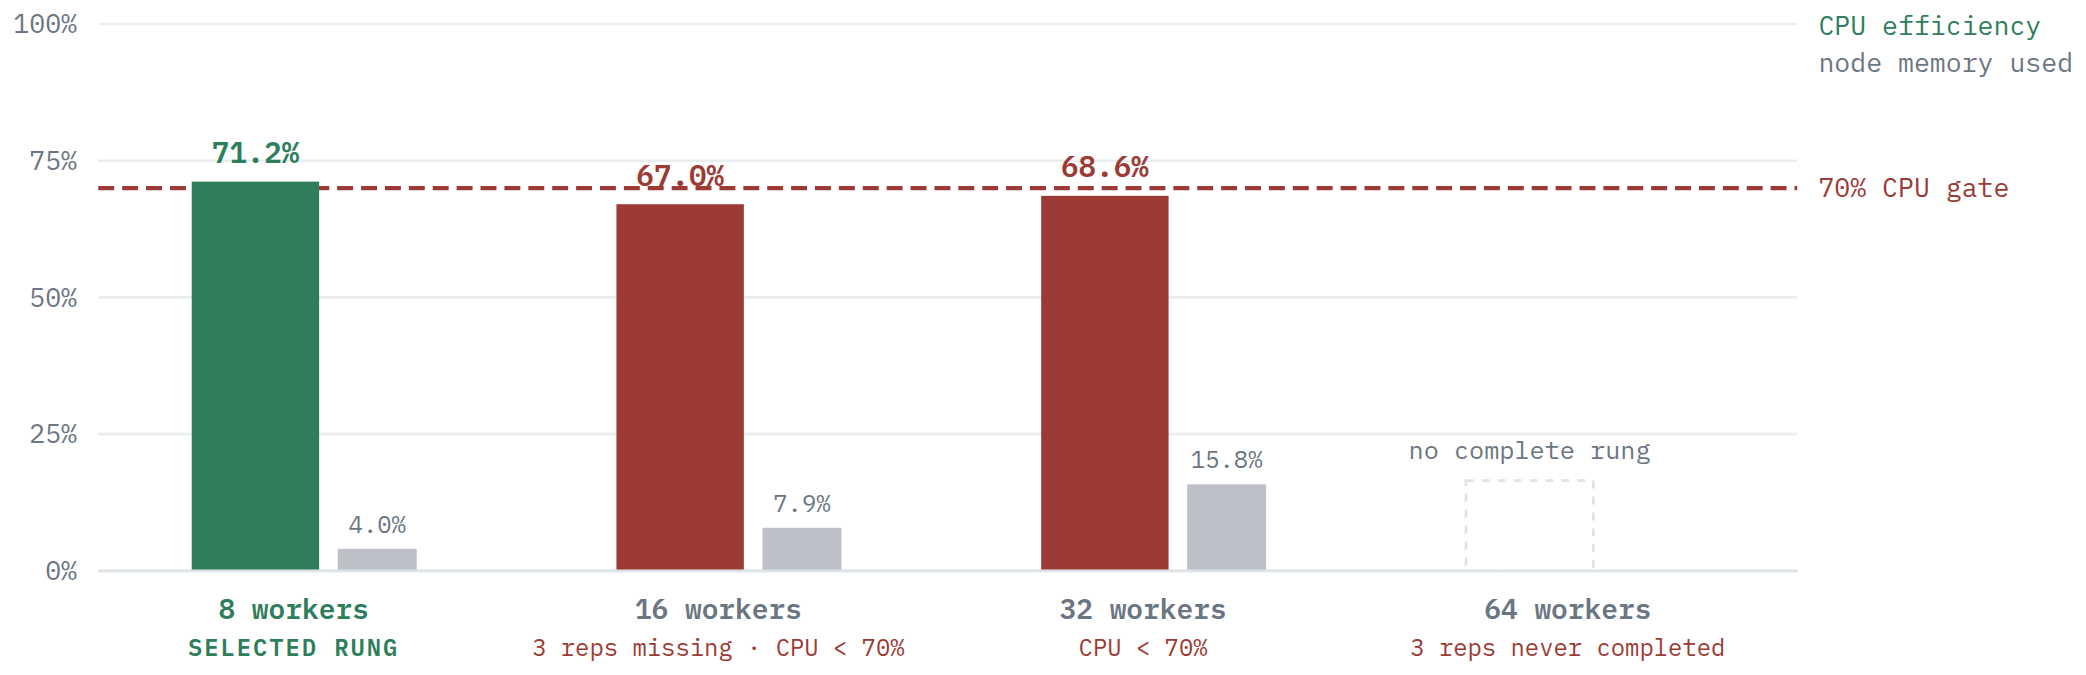 100%
CPU efficiency
node memory used
75%
71.2%
67.0%
68.6%
70% CPU gate
50%
25%
no complete rung
15.8%
7.9%
4.0%
0%
8 workers
16 workers
32 workers
64 workers
SELECTED RUNG
3 reps missing · CPU < 70%
CPU < 70%
3 reps never completed